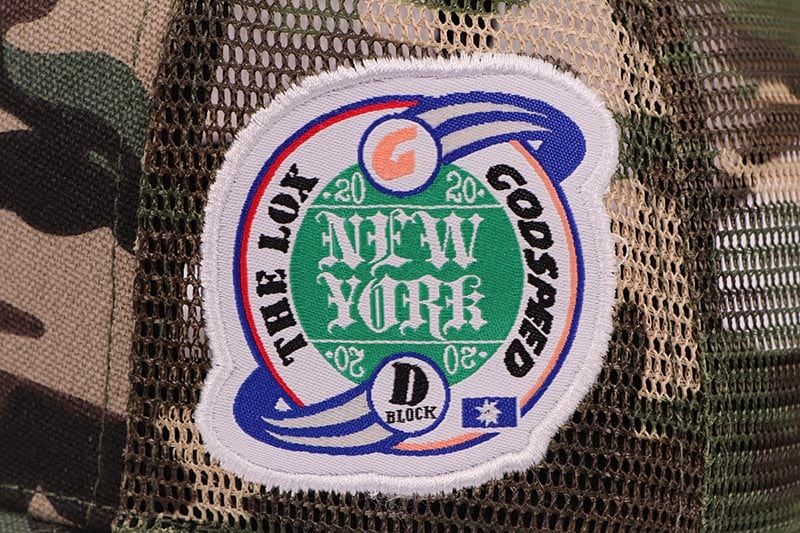 G
THE LOX
GODSPEED
·20 20·
NEW
YORK
·20 20·
D
BLOCK